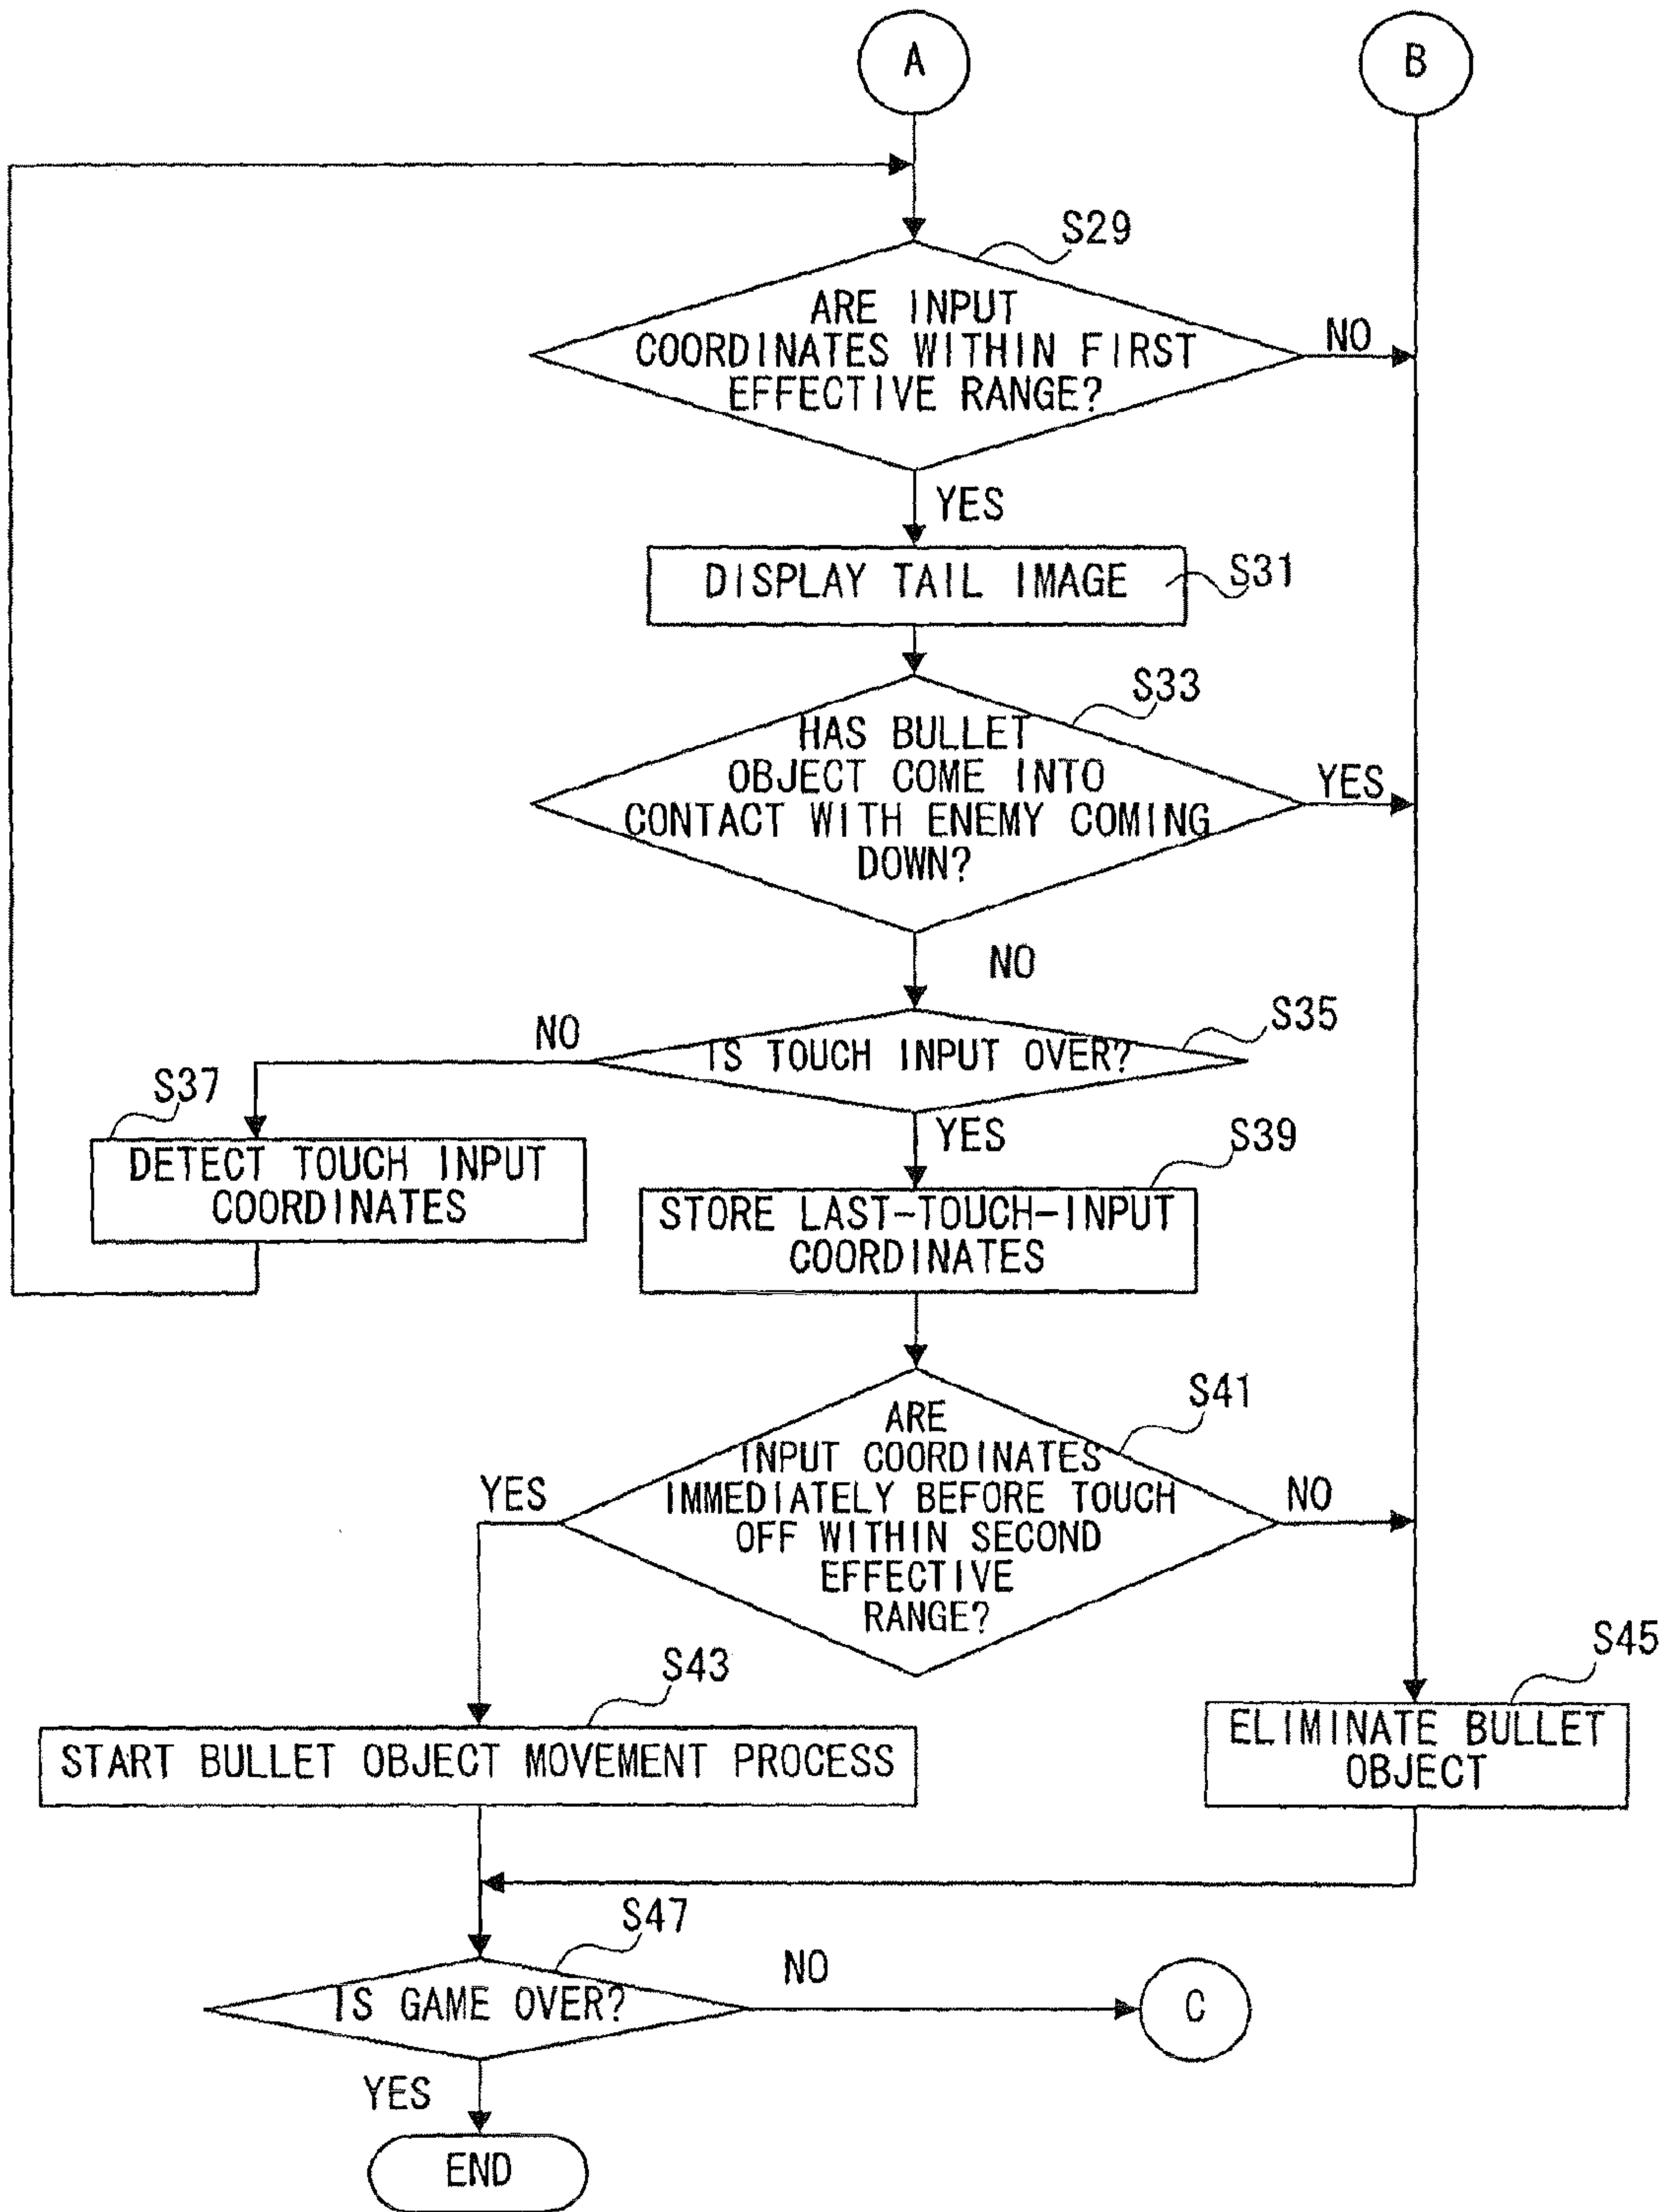 A
B
S29
ARE INPUT
COORDINATES WITHIN FIRST
EFFECTIVE RANGE?
NO
YES
DISPLAY TAIL IMAGE
S31
S33
HAS BULLET
OBJECT COME INTO
CONTACT WITH ENEMY COMING
DOWN?
YES
NO
S35
IS TOUCH INPUT OVER?
NO
S37
DETECT TOUCH INPUT
COORDINATES
YES
S39
STORE LAST-TOUCH-INPUT
COORDINATES
S41
ARE
INPUT COORDINATES
IMMEDIATELY BEFORE TOUCH
OFF WITHIN SECOND
EFFECTIVE
RANGE?
YES
NO
S43
START BULLET OBJECT MOVEMENT PROCESS
S45
ELIMINATE BULLET
OBJECT
S47
IS GAME OVER?
NO
C
YES
END